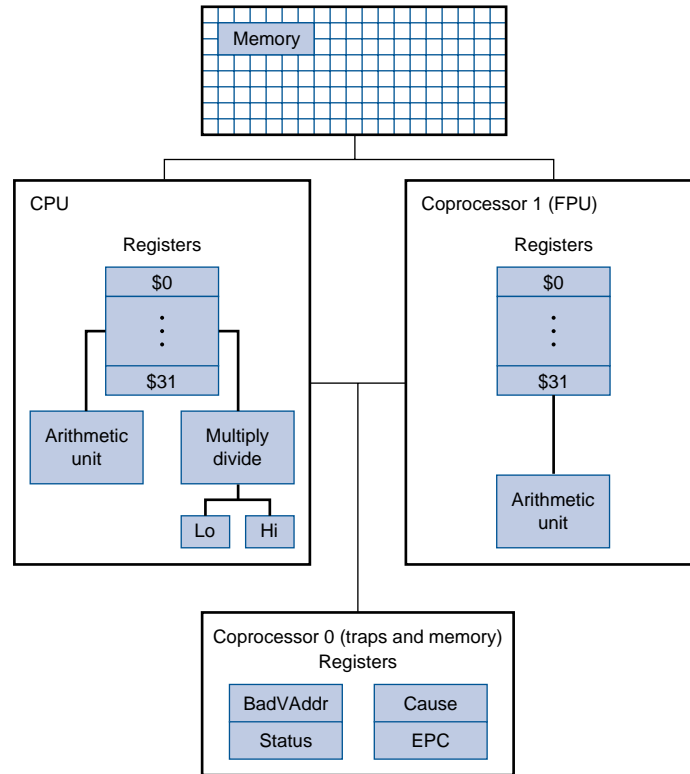 Memory
CPU
Registers
$0
$31
Arithmetic
unit
Multiply
divide
Lo
Hi
Coprocessor 1 (FPU)
Registers
$0
$31
Arithmetic
unit
Coprocessor 0 (traps and memory)
Registers
BadVAddr
Cause
Status
EPC